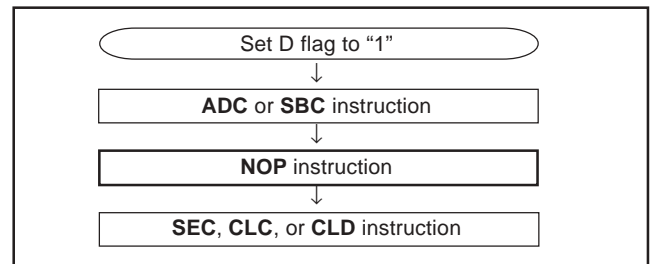 Set D flag to “1”
↓
ADC or SBC instruction
↓
NOP instruction
↓
SEC, CLC, or CLD instruction